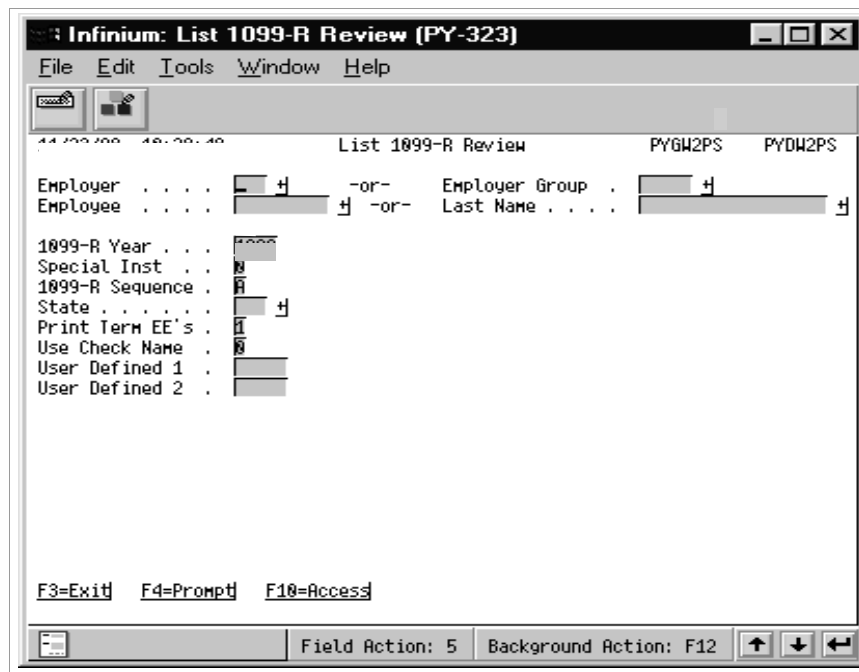 Infinium: List 1099-R Review (PY-323)
File Edit Tools Window Help
List 1099-R Review PYGW2PS PYDW2PS
Employer . . . . + -or- Employer Group . +
Employee . . . . + -or- Last Name . . . . +
1099-R Year . . .
Special Inst . . 0
1099-R Sequence . A
State . . . . . . +
Print Term EE's . 1
Use Check Name . 0
User Defined 1 .
User Defined 2 .
F3=Exit F4=Prompt F10=Access
Field Action: 5 Background Action: F12